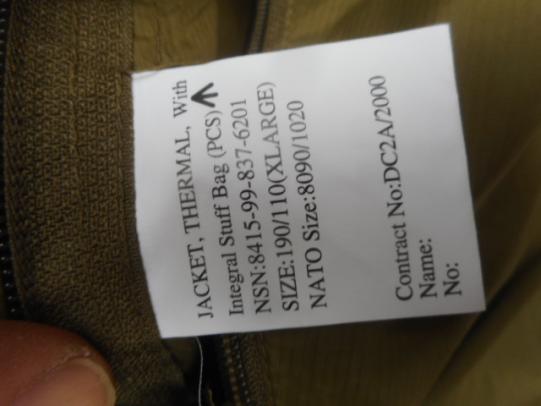 JACKET, THERMAL, With
Integral Stuff Bag (PCS)
NSN:8415-99-837-6201
SIZE:190/110(XLARGE)
NATO Size:8090/1020
Contract No:DC2A/2000
Name:
No: